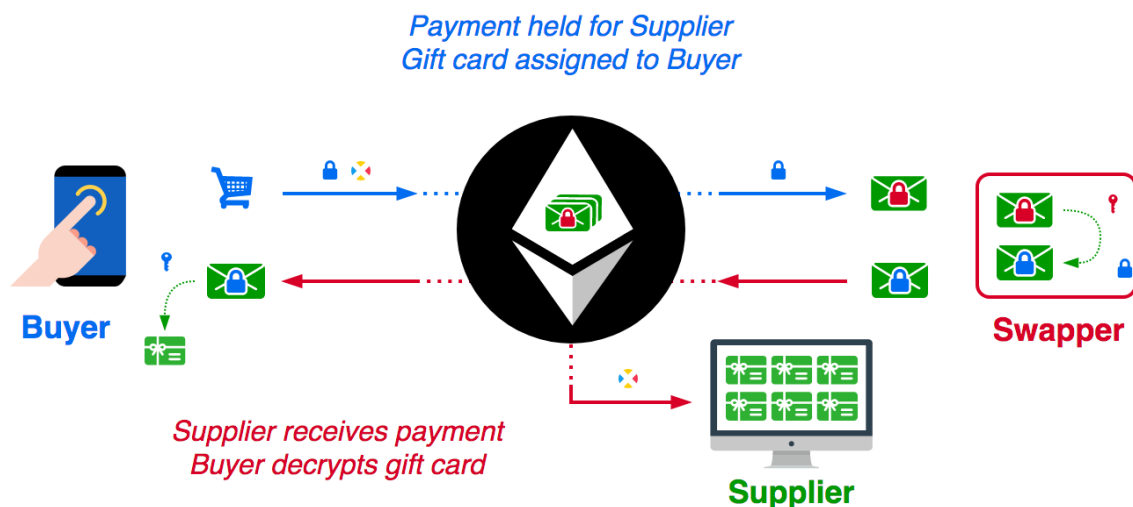 Payment held for Supplier
Gift card assigned to Buyer
Buyer
Swapper
Supplier receives payment
Buyer decrypts gift card
Supplier